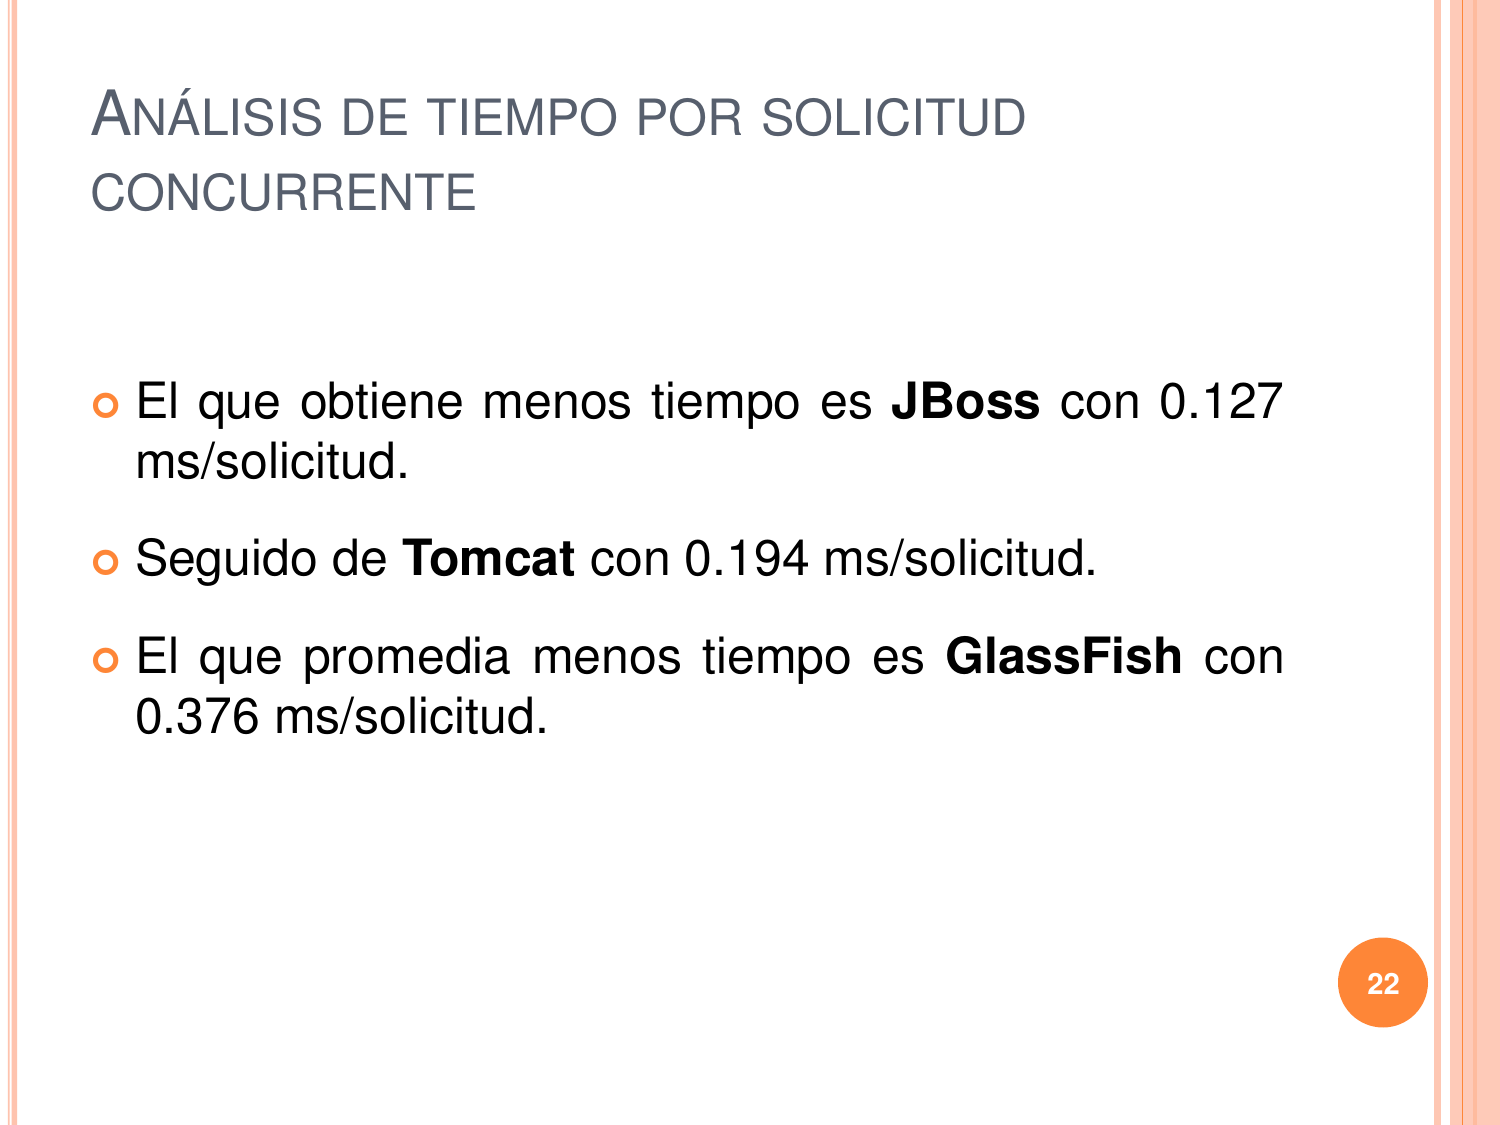 ANÁLISIS DE TIEMPO POR SOLICITUD
CONCURRENTE
El que obtiene menos tiempo es JBoss con 0.127
ms/solicitud.
Seguido de Tomcat con 0.194 ms/solicitud.
El que promedia menos tiempo es GlassFish con
0.376 ms/solicitud.
22